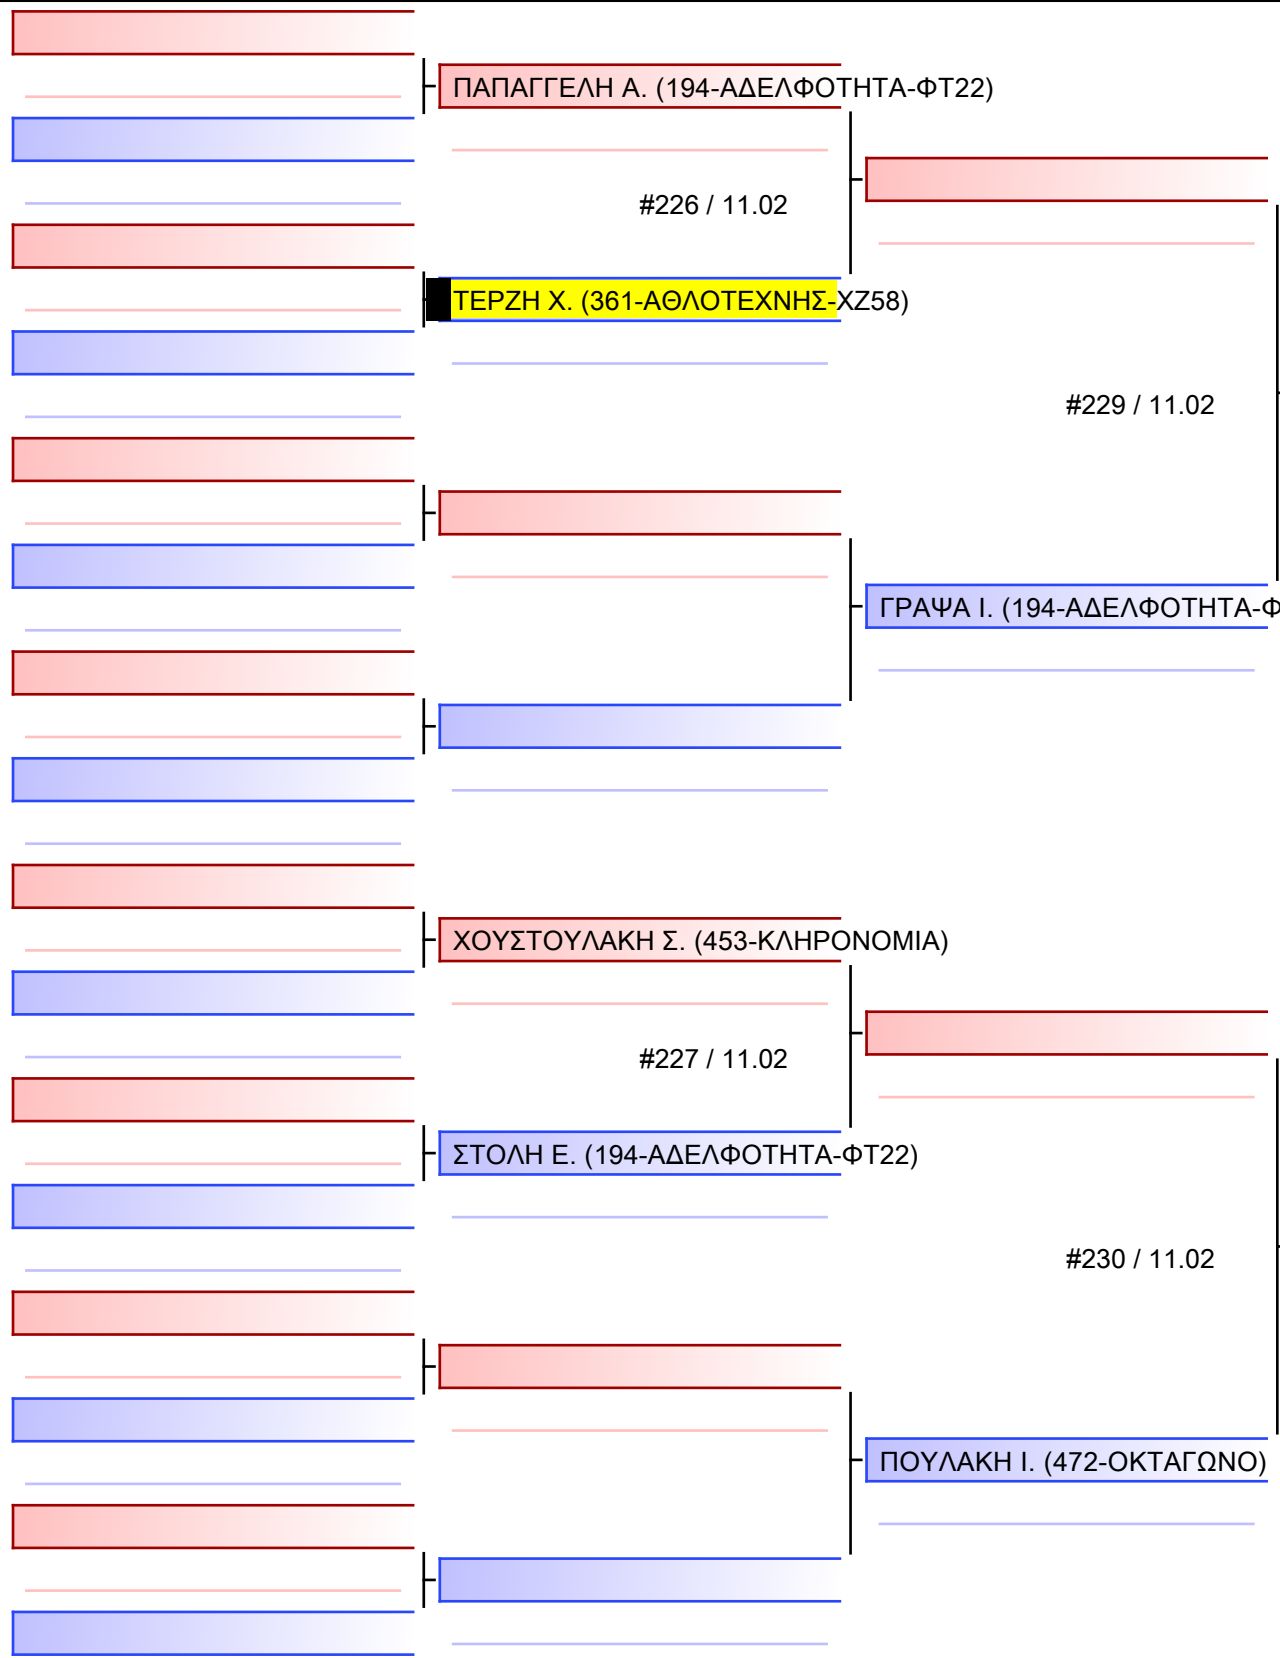 ΠΑΠΑΓΓΕΛΗ Α. (194-ΑΔΕΛΦΟΤΗΤΑ-ΦΤ22)
#226 / 11.02
ΤΕΡΖΗ Χ. (361-ΑΘΛΟΤΕΧΝΗΣ-ΧΖ58)
#229 / 11.02
ΓΡΑΨΑ Ι. (194-ΑΔΕΛΦΟΤΗΤΑ-Φ
ΧΟΥΣΤΟΥΛΑΚΗ Σ. (453-ΚΛΗΡΟΝΟΜΙΑ)
#227 / 11.02
ΣΤΟΛΗ Ε. (194-ΑΔΕΛΦΟΤΗΤΑ-ΦΤ22)
#230 / 11.02
ΠΟΥΛΑΚΗ Ι. (472-ΟΚΤΑΓΩΝΟ)